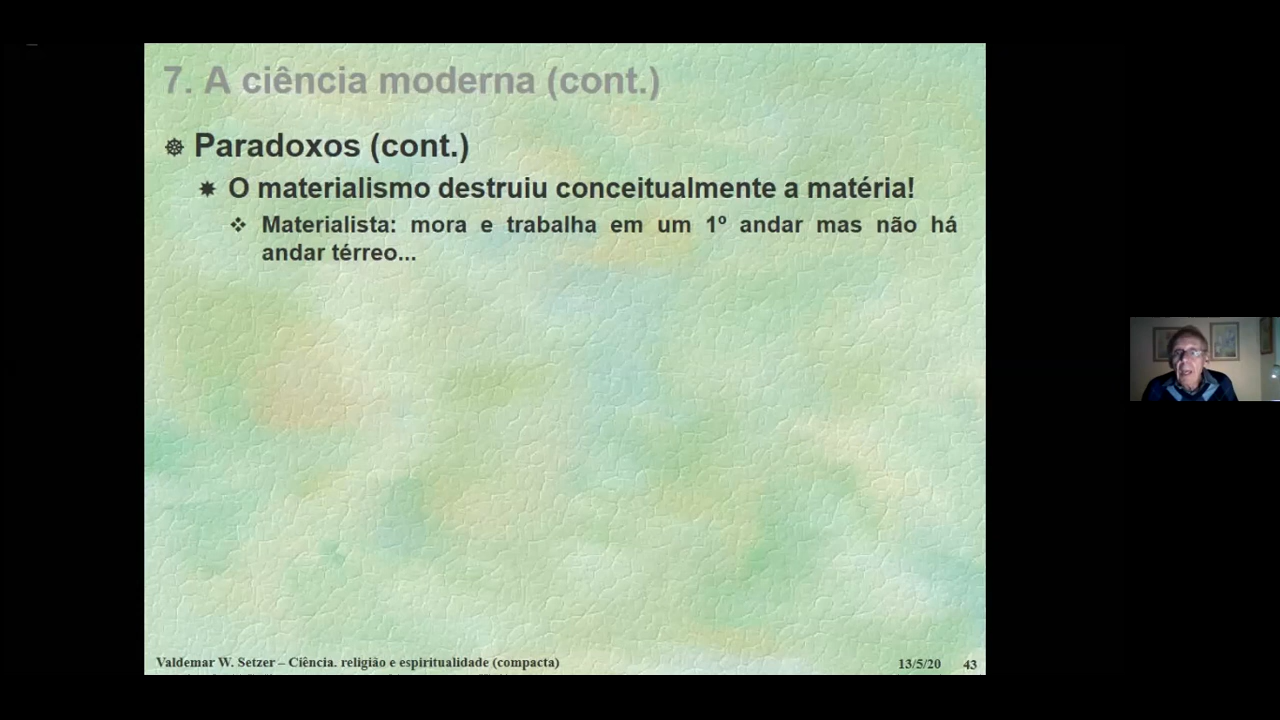 7. A ciência moderna (cont.)
Paradoxos (cont.)
O materialismo destruiu conceitualmente a matéria!
Materialista: mora e trabalha em um 1º andar mas não há
andar térreo...
Valdemar W. Setzer – Ciência. religião e espiritualidade (compacta)
13/5/20 43